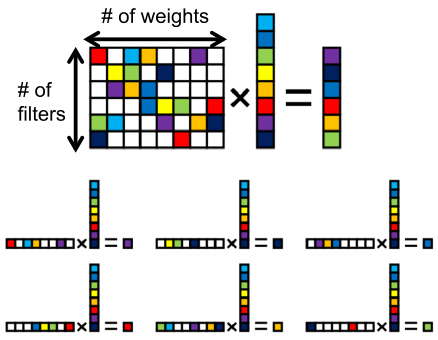 # of weights
# of
filters
× =
× = × = × =
× = × = × =